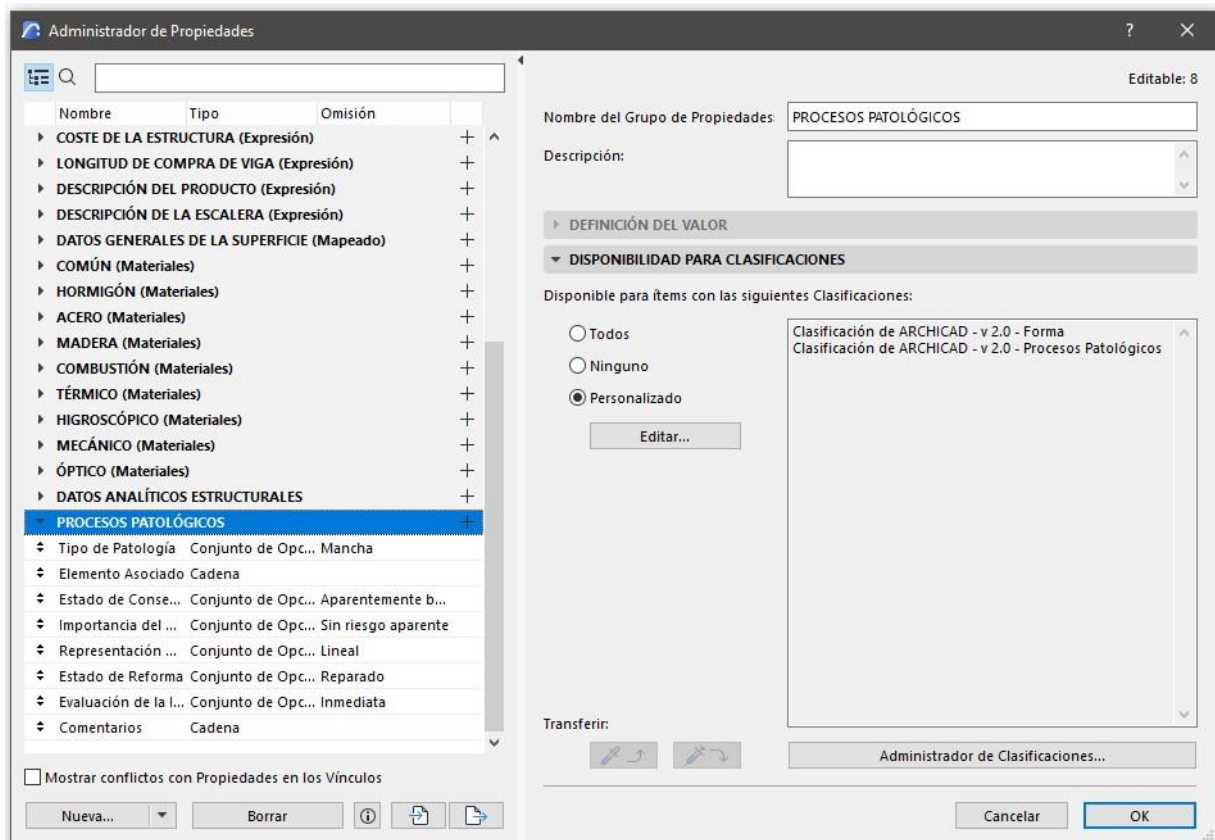 Administrador de Propiedades
?
Editable: 8
Nombre Tipo Omisión
COSTE DE LA ESTRUCTURA (Expresión)
LONGITUD DE COMPRA DE VIGA (Expresión)
DESCRIPCIÓN DEL PRODUCTO (Expresión)
DESCRIPCIÓN DE LA ESCALERA (Expresión)
DATOS GENERALES DE LA SUPERFICIE (Mapeado)
COMÚN (Materiales)
HORMIGÓN (Materiales)
ACERO (Materiales)
MADERA (Materiales)
COMBUSTIÓN (Materiales)
TÉRMICO (Materiales)
HIGROSCÓPICO (Materiales)
MECÁNICO (Materiales)
ÓPTICO (Materiales)
DATOS ANALÍTICOS ESTRUCTURALES
PROCESOS PATOLÓGICOS
Tipo de Patología Conjunto de Opc... Mancha
Elemento Asociado Cadena
Estado de Conse... Conjunto de Opc... Aparentemente b...
Importancia del ... Conjunto de Opc... Sin riesgo aparente
Representación ... Conjunto de Opc... Lineal
Estado de Reforma Conjunto de Opc... Reparado
Evaluación de la I... Conjunto de Opc... Inmediata
Comentarios Cadena
Mostrar conflictos con Propiedades en los Vínculos
Nueva... Borrar
Nombre del Grupo de Propiedades: PROCESOS PATOLÓGICOS
Descripción:
DEFINICIÓN DEL VALOR
DISPONIBILIDAD PARA CLASIFICACIONES
Disponible para ítems con las siguientes Clasificaciones:
Todos
Ninguno
Personalizado
Editar...
Clasificación de ARCHICAD - v 2.0 - Forma
Clasificación de ARCHICAD - v 2.0 - Procesos Patológicos
Transferir:
Administrador de Clasificaciones...
Cancelar OK